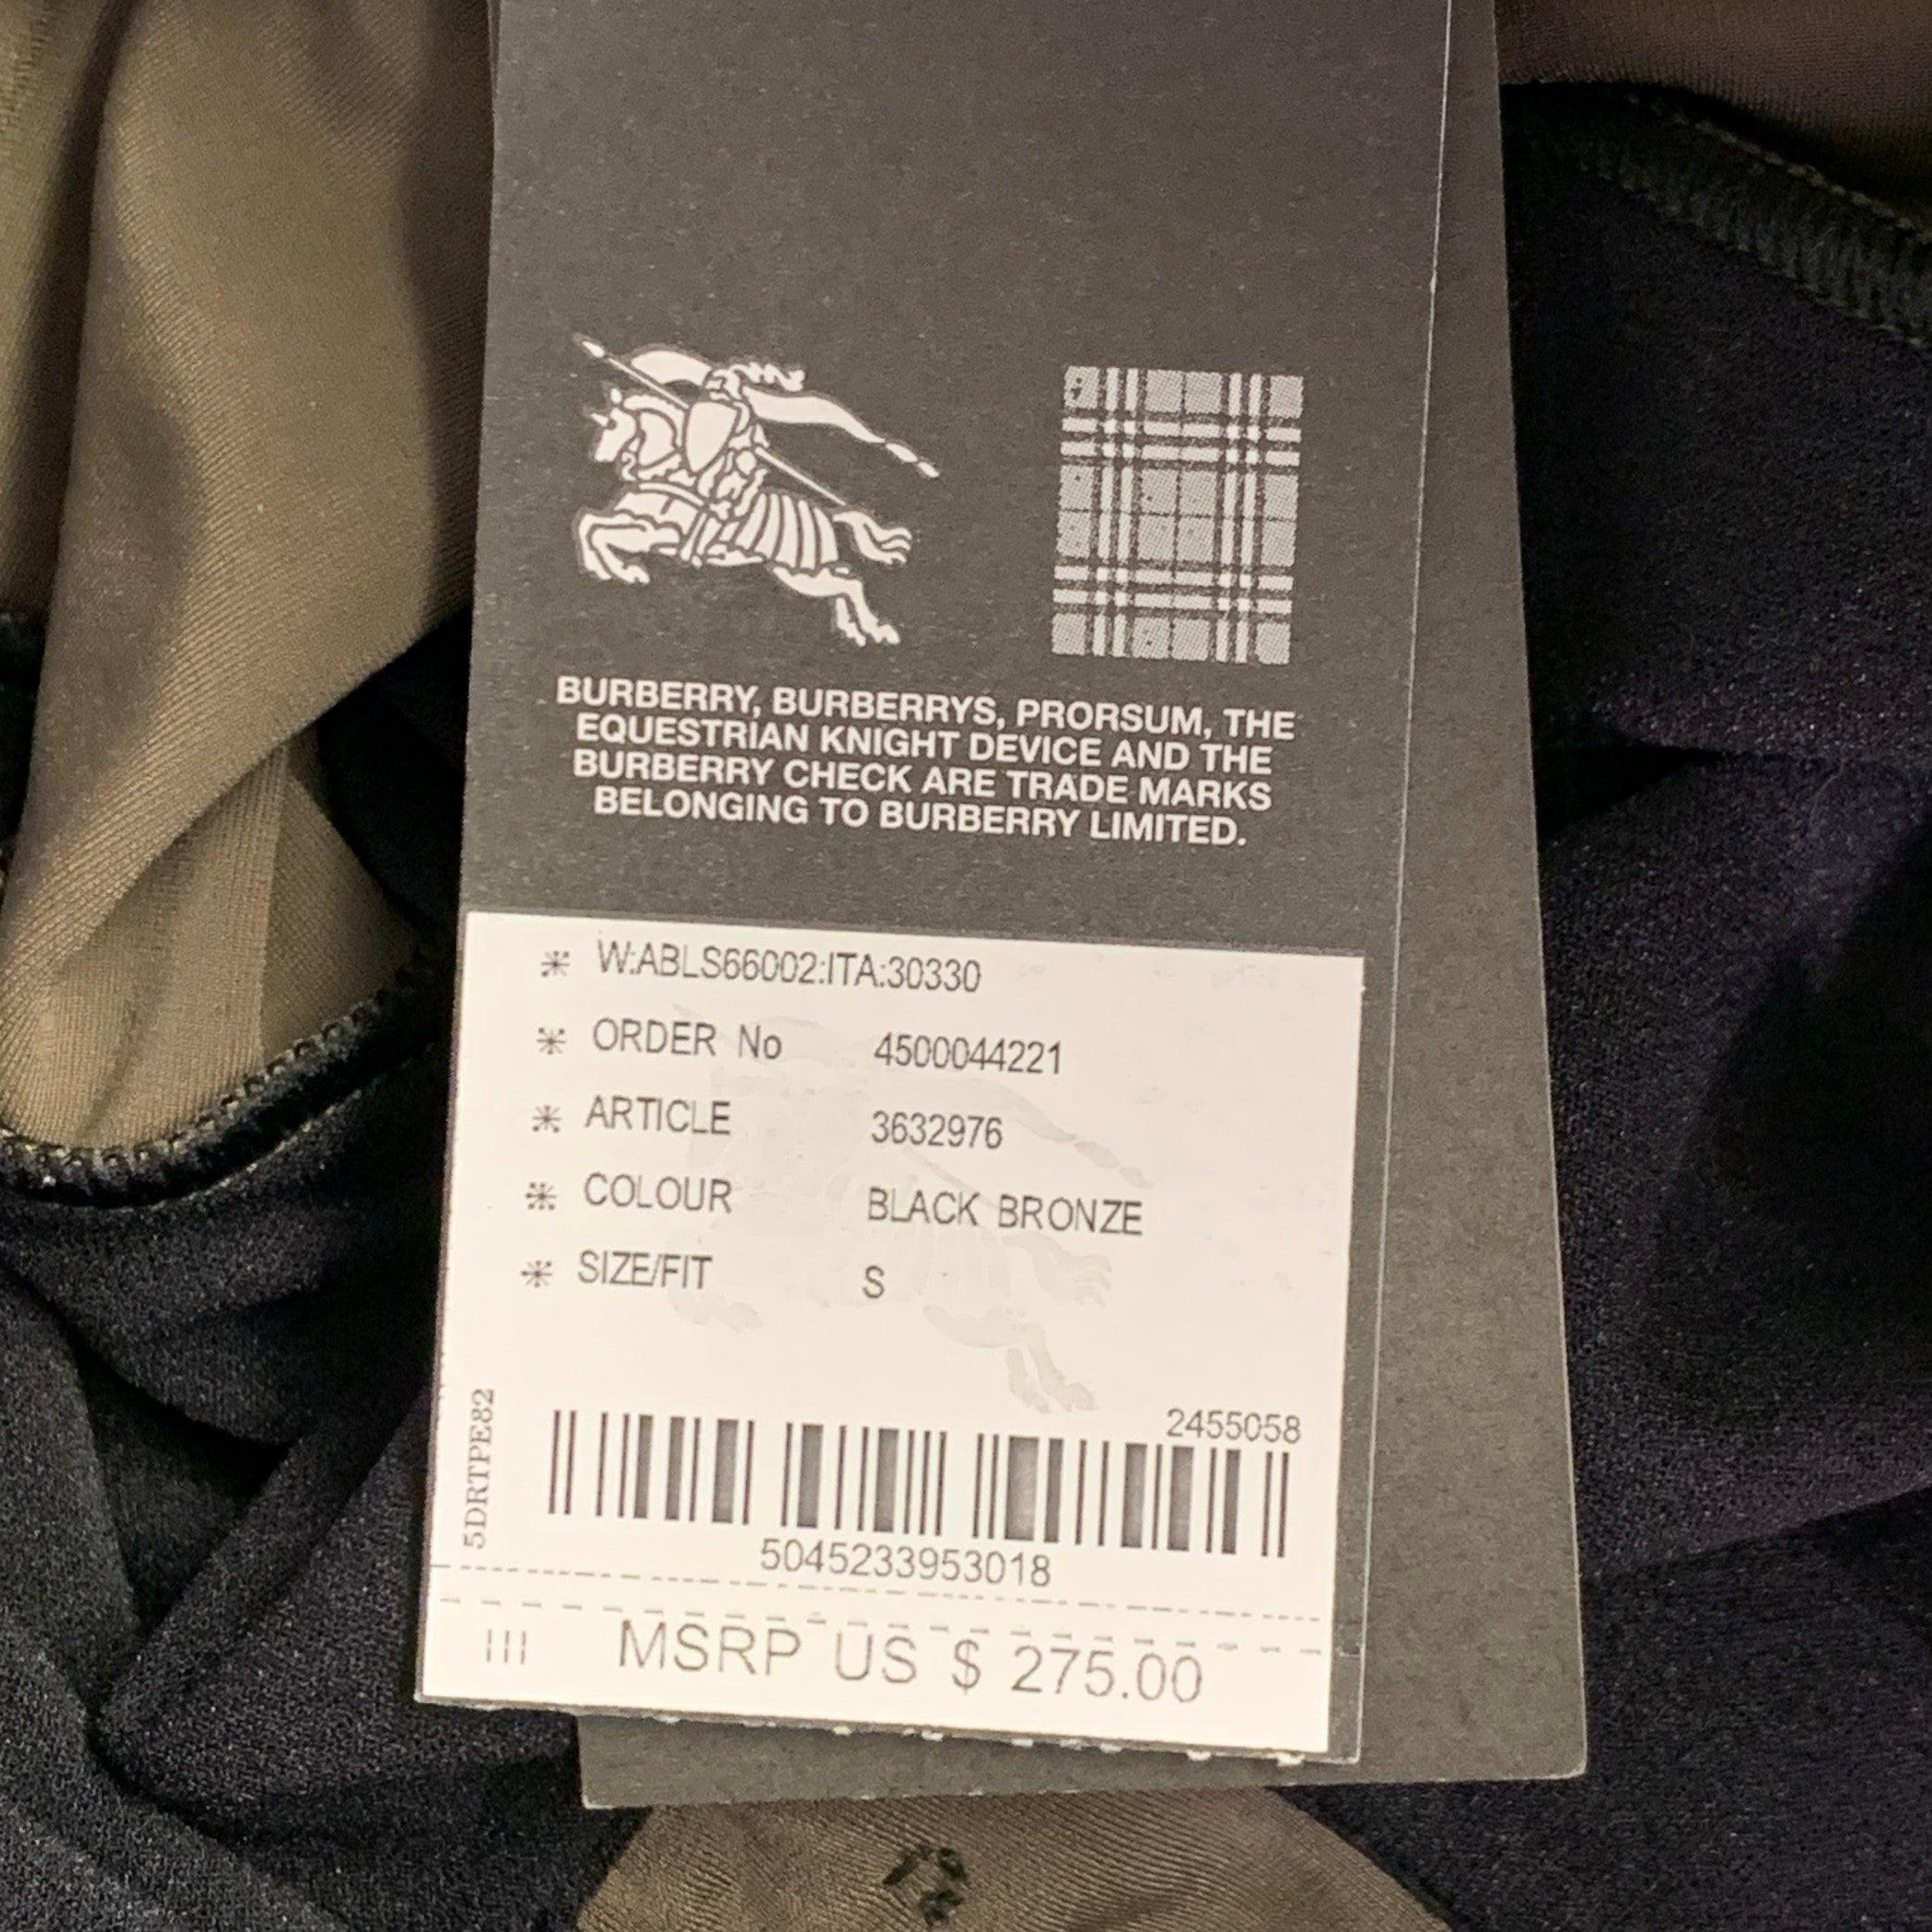 BURBERRY, BURBERRYS, PRORSUM, THE
EQUESTRIAN KNIGHT DEVICE AND THE
BURBERRY CHECK ARE TRADE MARKS
BELONGING TO BURBERRY LIMITED.
W:ABLS66002:ITA:30330
ORDER No 4500044221
ARTICLE 3632976
COLOUR BLACK BRONZE
SIZE/FIT S
5DRTPE82
2455058
5045233953018
MSRP US $ 275.00